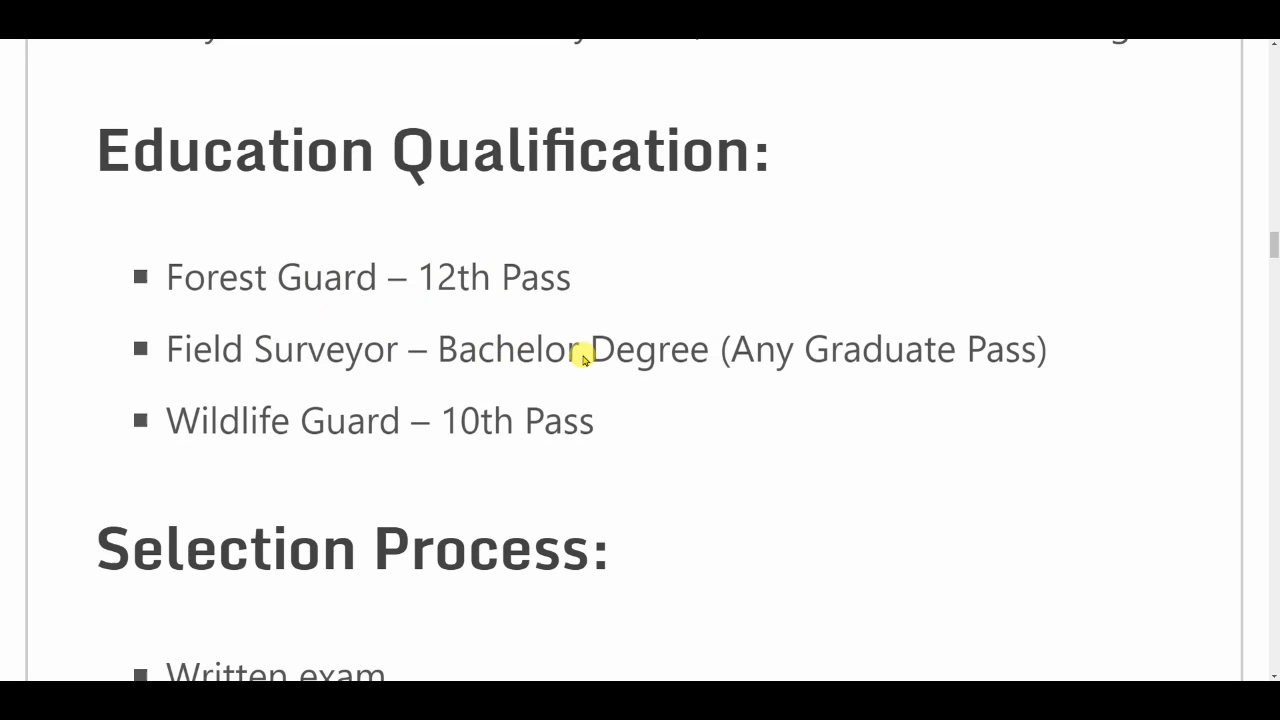 Education Qualification:
Forest Guard – 12th Pass
Field Surveyor – Bachelor Degree (Any Graduate Pass)
Wildlife Guard – 10th Pass
Selection Process:
Written exam